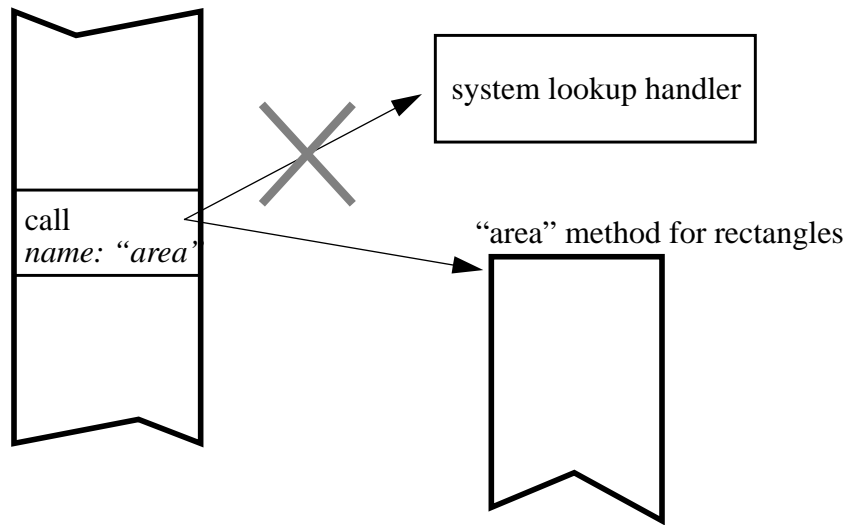 system lookup handler
call
name: “area”
“area” method for rectangles